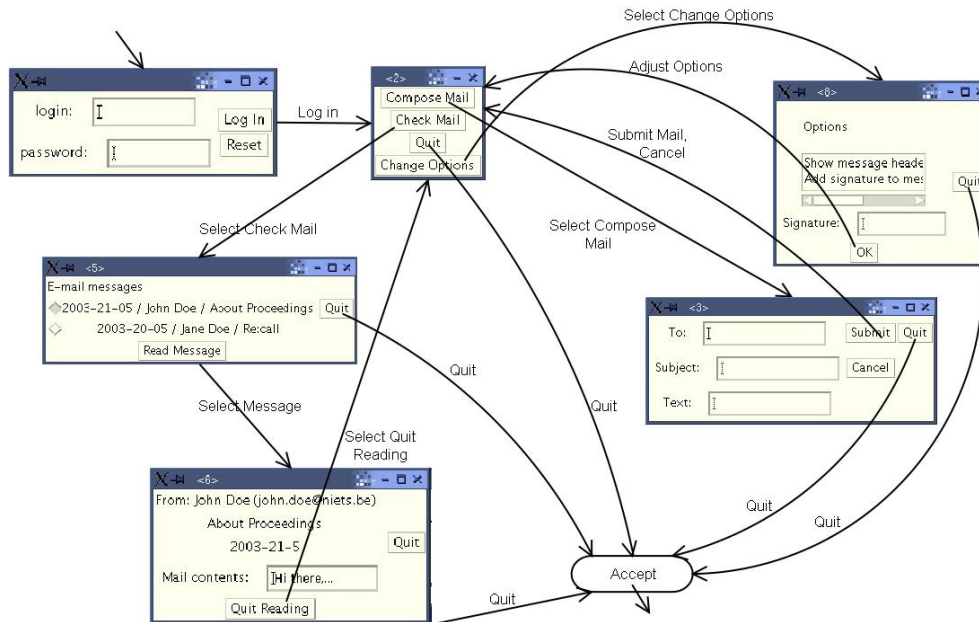 Select Change Options
<2>
Adjust Options
<8>
login:
Log In
Reset
password:
Log in
Compose Mail
Check Mail
Quit
Change Options
Submit Mail,
Cancel
Options
Show message heade
Add signature to mes
Quit
Signature:
OK
Select Check Mail
Select Compose
Mail
<5>
E-mail messages
2003-21-05 / John Doe / About Proceedings
Quit
2003-20-05 / Jane Doe / Re:call
Read Message
<3>
To:
Submit
Quit
Subject:
Cancel
Text:
Quit
Quit
Select Message
Select Quit
Reading
<6>
From: John Doe (john.doe@niets.be)
About Proceedings
2003-21-5
Quit
Mail contents:
Hi there,...
Quit Reading
Quit
Quit
Accept
Quit